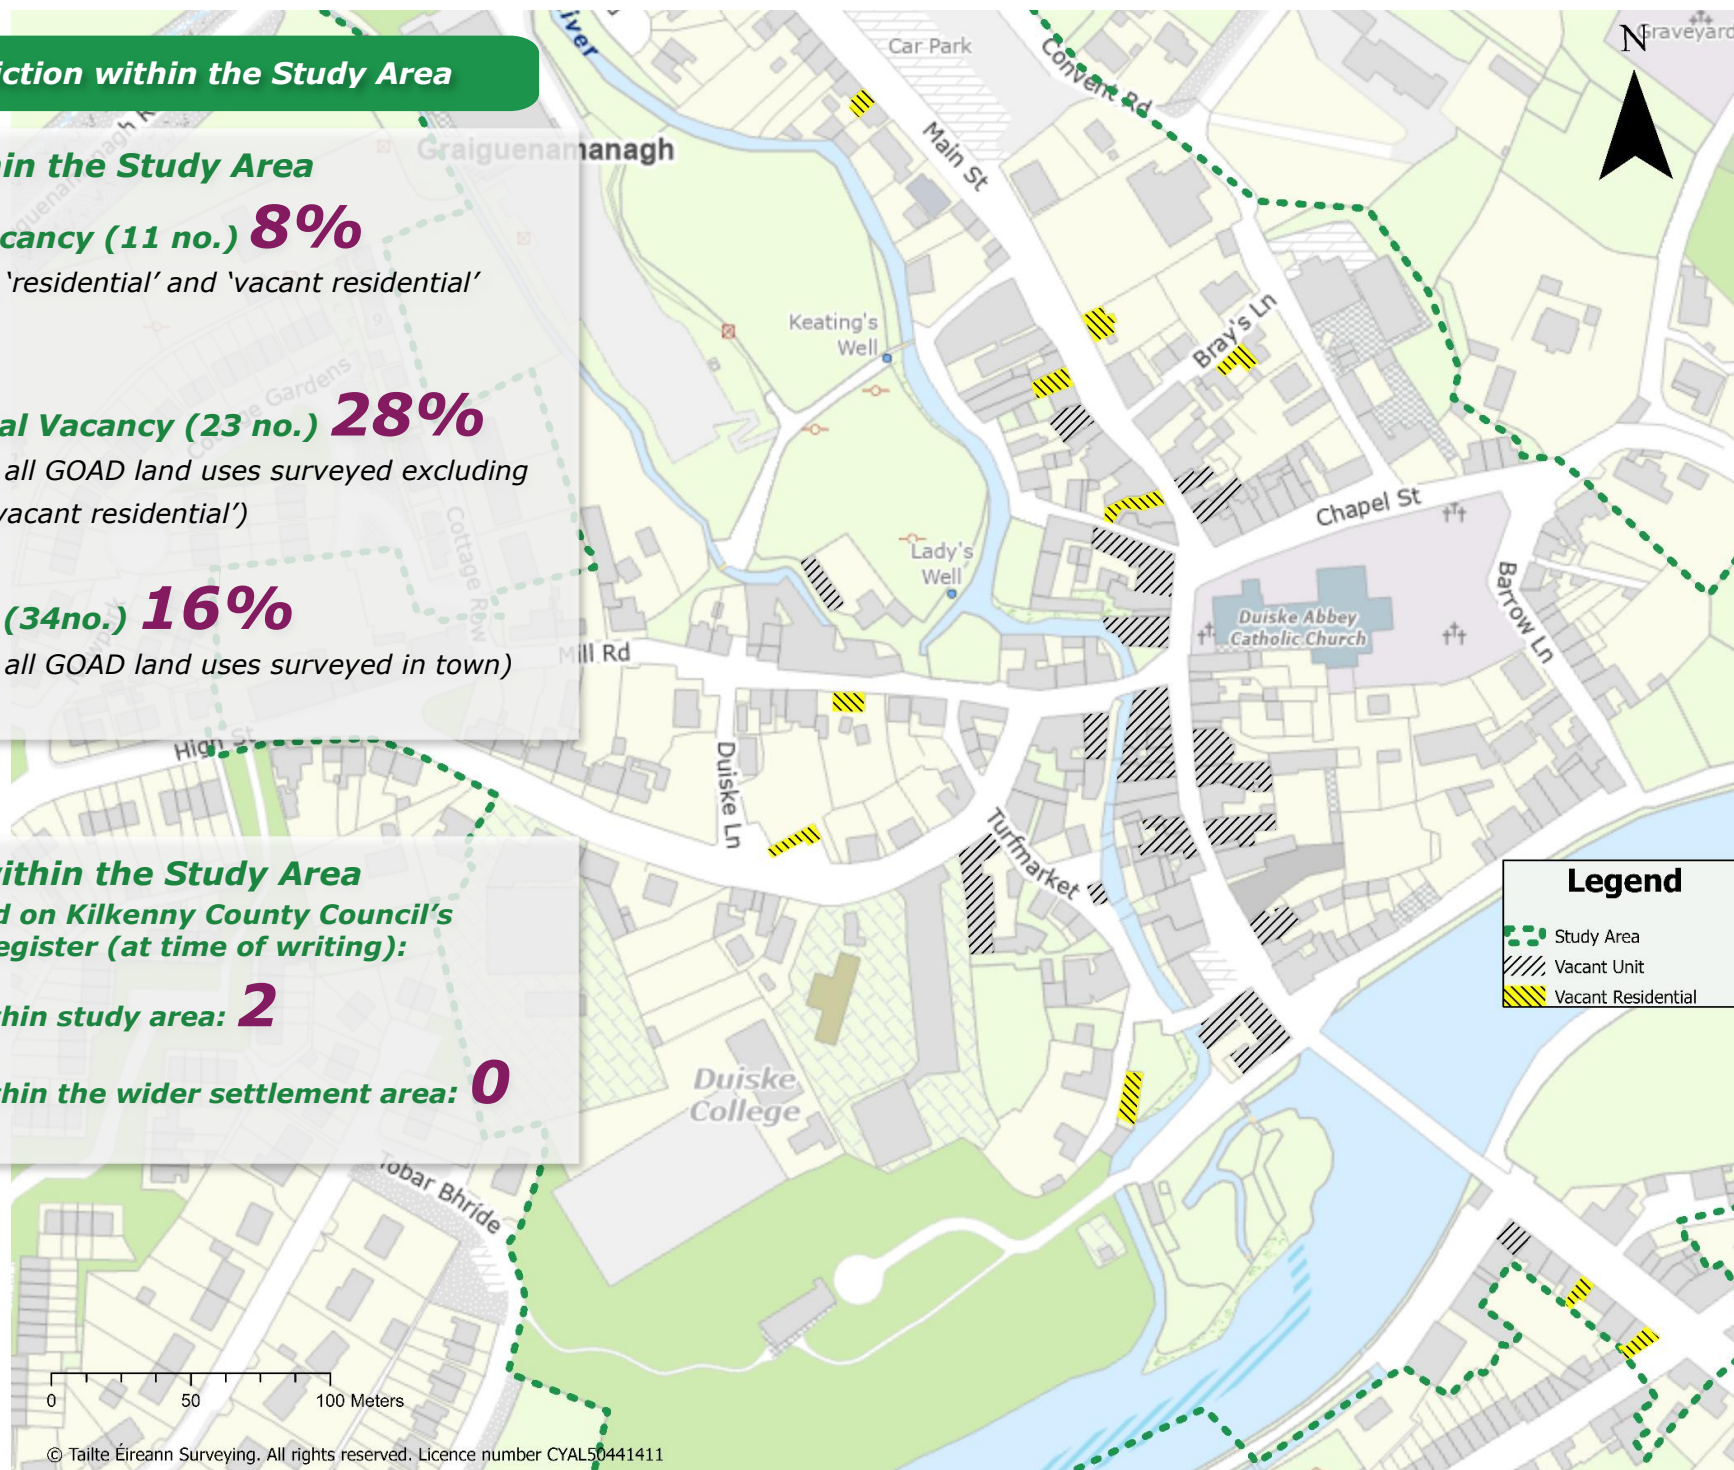 iction within the Study Area
in the Study Area
cancy (11 no.) 8%
‘residential’ and ‘vacant residential’
al Vacancy (23 no.) 28%
all GOAD land uses surveyed excluding
vacant residential’)
(34no.) 16%
all GOAD land uses surveyed in town)
ithin the Study Area
d on Kilkenny County Council’s
egister (at time of writing):
hin study area: 2
thin the wider settlement area: 0
iver
Car Park
Convent Rd
Graveyard
N
Graiguenamanagh
Main St
Keating's
Well
Bray's Ln
Cottage Gardens
Cottage Row
Chapel St
Lady's
Well
Barrow Ln
Duiske Abbey
Catholic Church
Mill Rd
High St
Duiske Ln
Turfmarket
Duiske
College
Tobar Bhríde
Legend
Study Area
Vacant Unit
Vacant Residential
0 50 100 Meters
© Tailte Éireann Surveying. All rights reserved. Licence number CYAL50441411